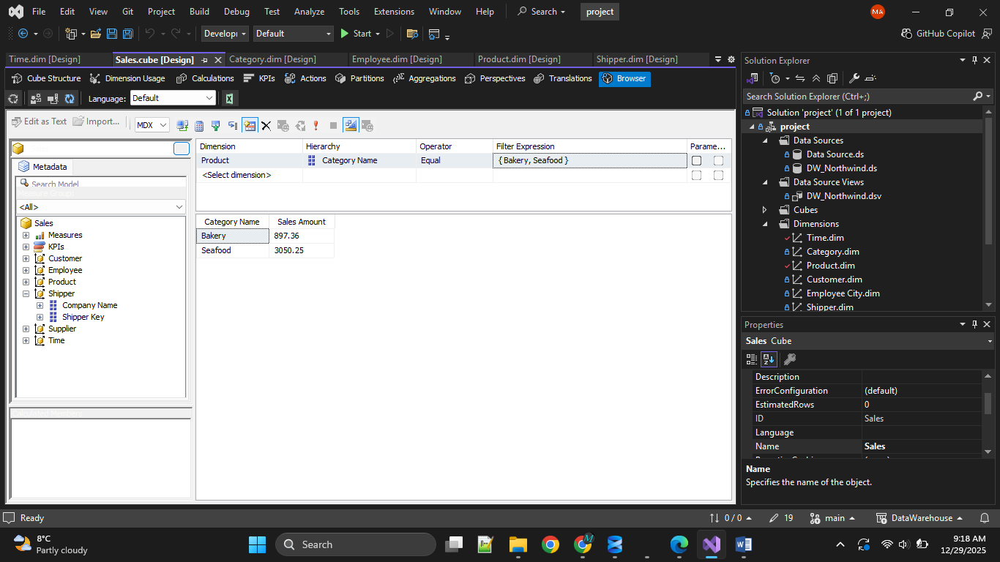 File Edit View Git Project Build Debug Test Analyze Tools Extensions Window Help Search project MA
Developr Default Start GitHub Copilot
Time.dim [Design] Sales.cube [Design] Category.dim [Design] Employee.dim [Design] Product.dim [Design] Shipper.dim [Design]
Cube Structure Dimension Usage Calculations KPIs Actions Partitions Aggregations Perspectives Translations Browser
Language: Default
Edit as Text Import... MDX
Metadata
Search Model
<All>
Sales
Measures
KPIs
Customer
Employee
Product
Shipper
Company Name
Shipper Key
Supplier
Time
Calculated Members
Dimension Hierarchy Operator Filter Expression Parame...
Product Category Name Equal { Bakery, Seafood }
<Select dimension>
Category Name Sales Amount
Bakery 897.36
Seafood 3050.25
Solution Explorer
Search Solution Explorer (Ctrl+;)
Solution 'project' (1 of 1 project)
project
Data Sources
Data Source.ds
DW_Northwind.ds
Data Source Views
DW_Northwind.dsv
Cubes
Dimensions
Time.dim
Category.dim
Product.dim
Customer.dim
Employee City.dim
Shipper.dim
Properties
Sales Cube
Description
ErrorConfiguration (default)
EstimatedRows 0
ID Sales
Language
Name Sales
Name
Specifies the name of the object.
Ready 0 / 0 19 main DataWarehouse
8°C
Partly cloudy
Search
9:18 AM
12/29/2025